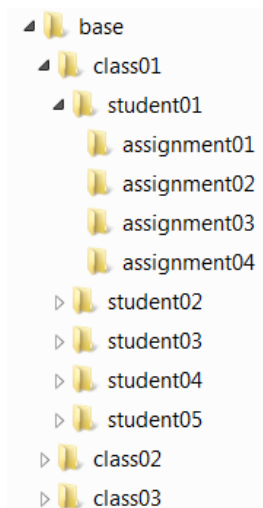 base
class01
student01
assignment01
assignment02
assignment03
assignment04
student02
student03
student04
student05
class02
class03